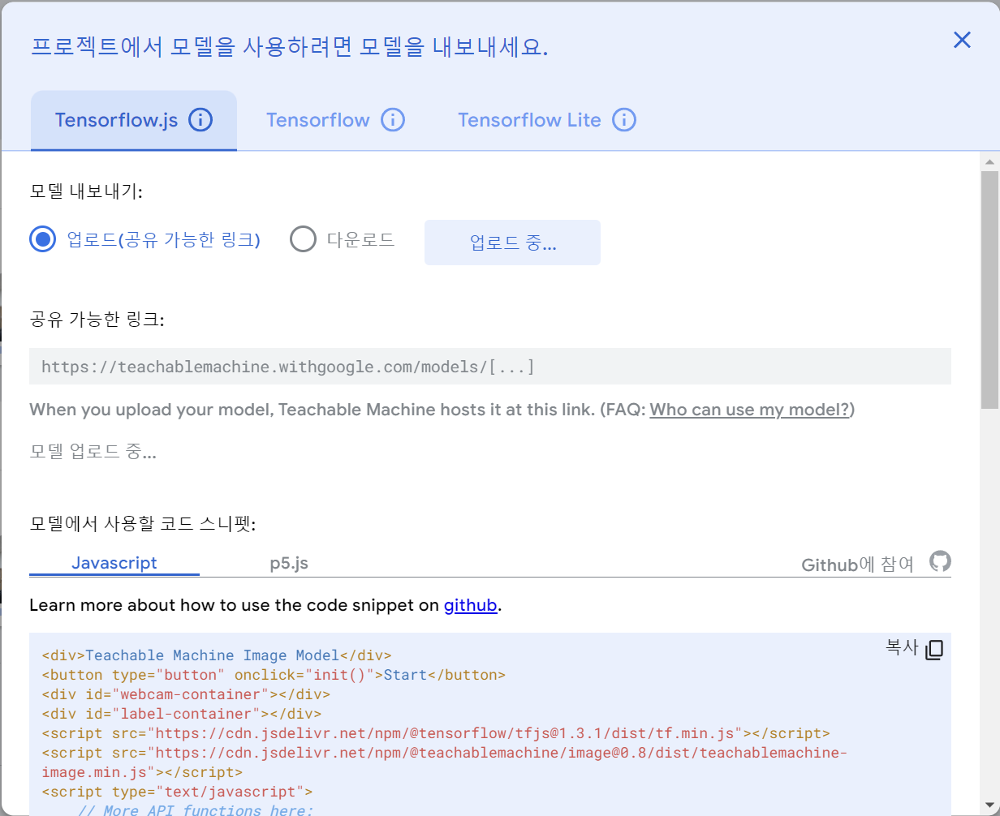 프로젝트에서 모델을 사용하려면 모델을 내보내세요.
Tensorflow.js Tensorflow Tensorflow Lite
모델 내보내기:
업로드(공유 가능한 링크) 다운로드 업로드 중...
공유 가능한 링크:
https://teachablemachine.withgoogle.com/models/[...]
When you upload your model, Teachable Machine hosts it at this link. (FAQ: Who can use my model?)
모델 업로드 중...
모델에서 사용할 코드 스니펫:
Javascript p5.js Github에 참여
Learn more about how to use the code snippet on github.
복사
<div>Teachable Machine Image Model</div>
<button type="button" onclick="init()">Start</button>
<div id="webcam-container"></div>
<div id="label-container"></div>
<script src="https://cdn.jsdelivr.net/npm/@tensorflow/tfjs@1.3.1/dist/tf.min.js"></script>
<script src="https://cdn.jsdelivr.net/npm/@teachablemachine/image@0.8/dist/teachablemachine-
image.min.js"></script>
<script type="text/javascript">
// More API functions here: